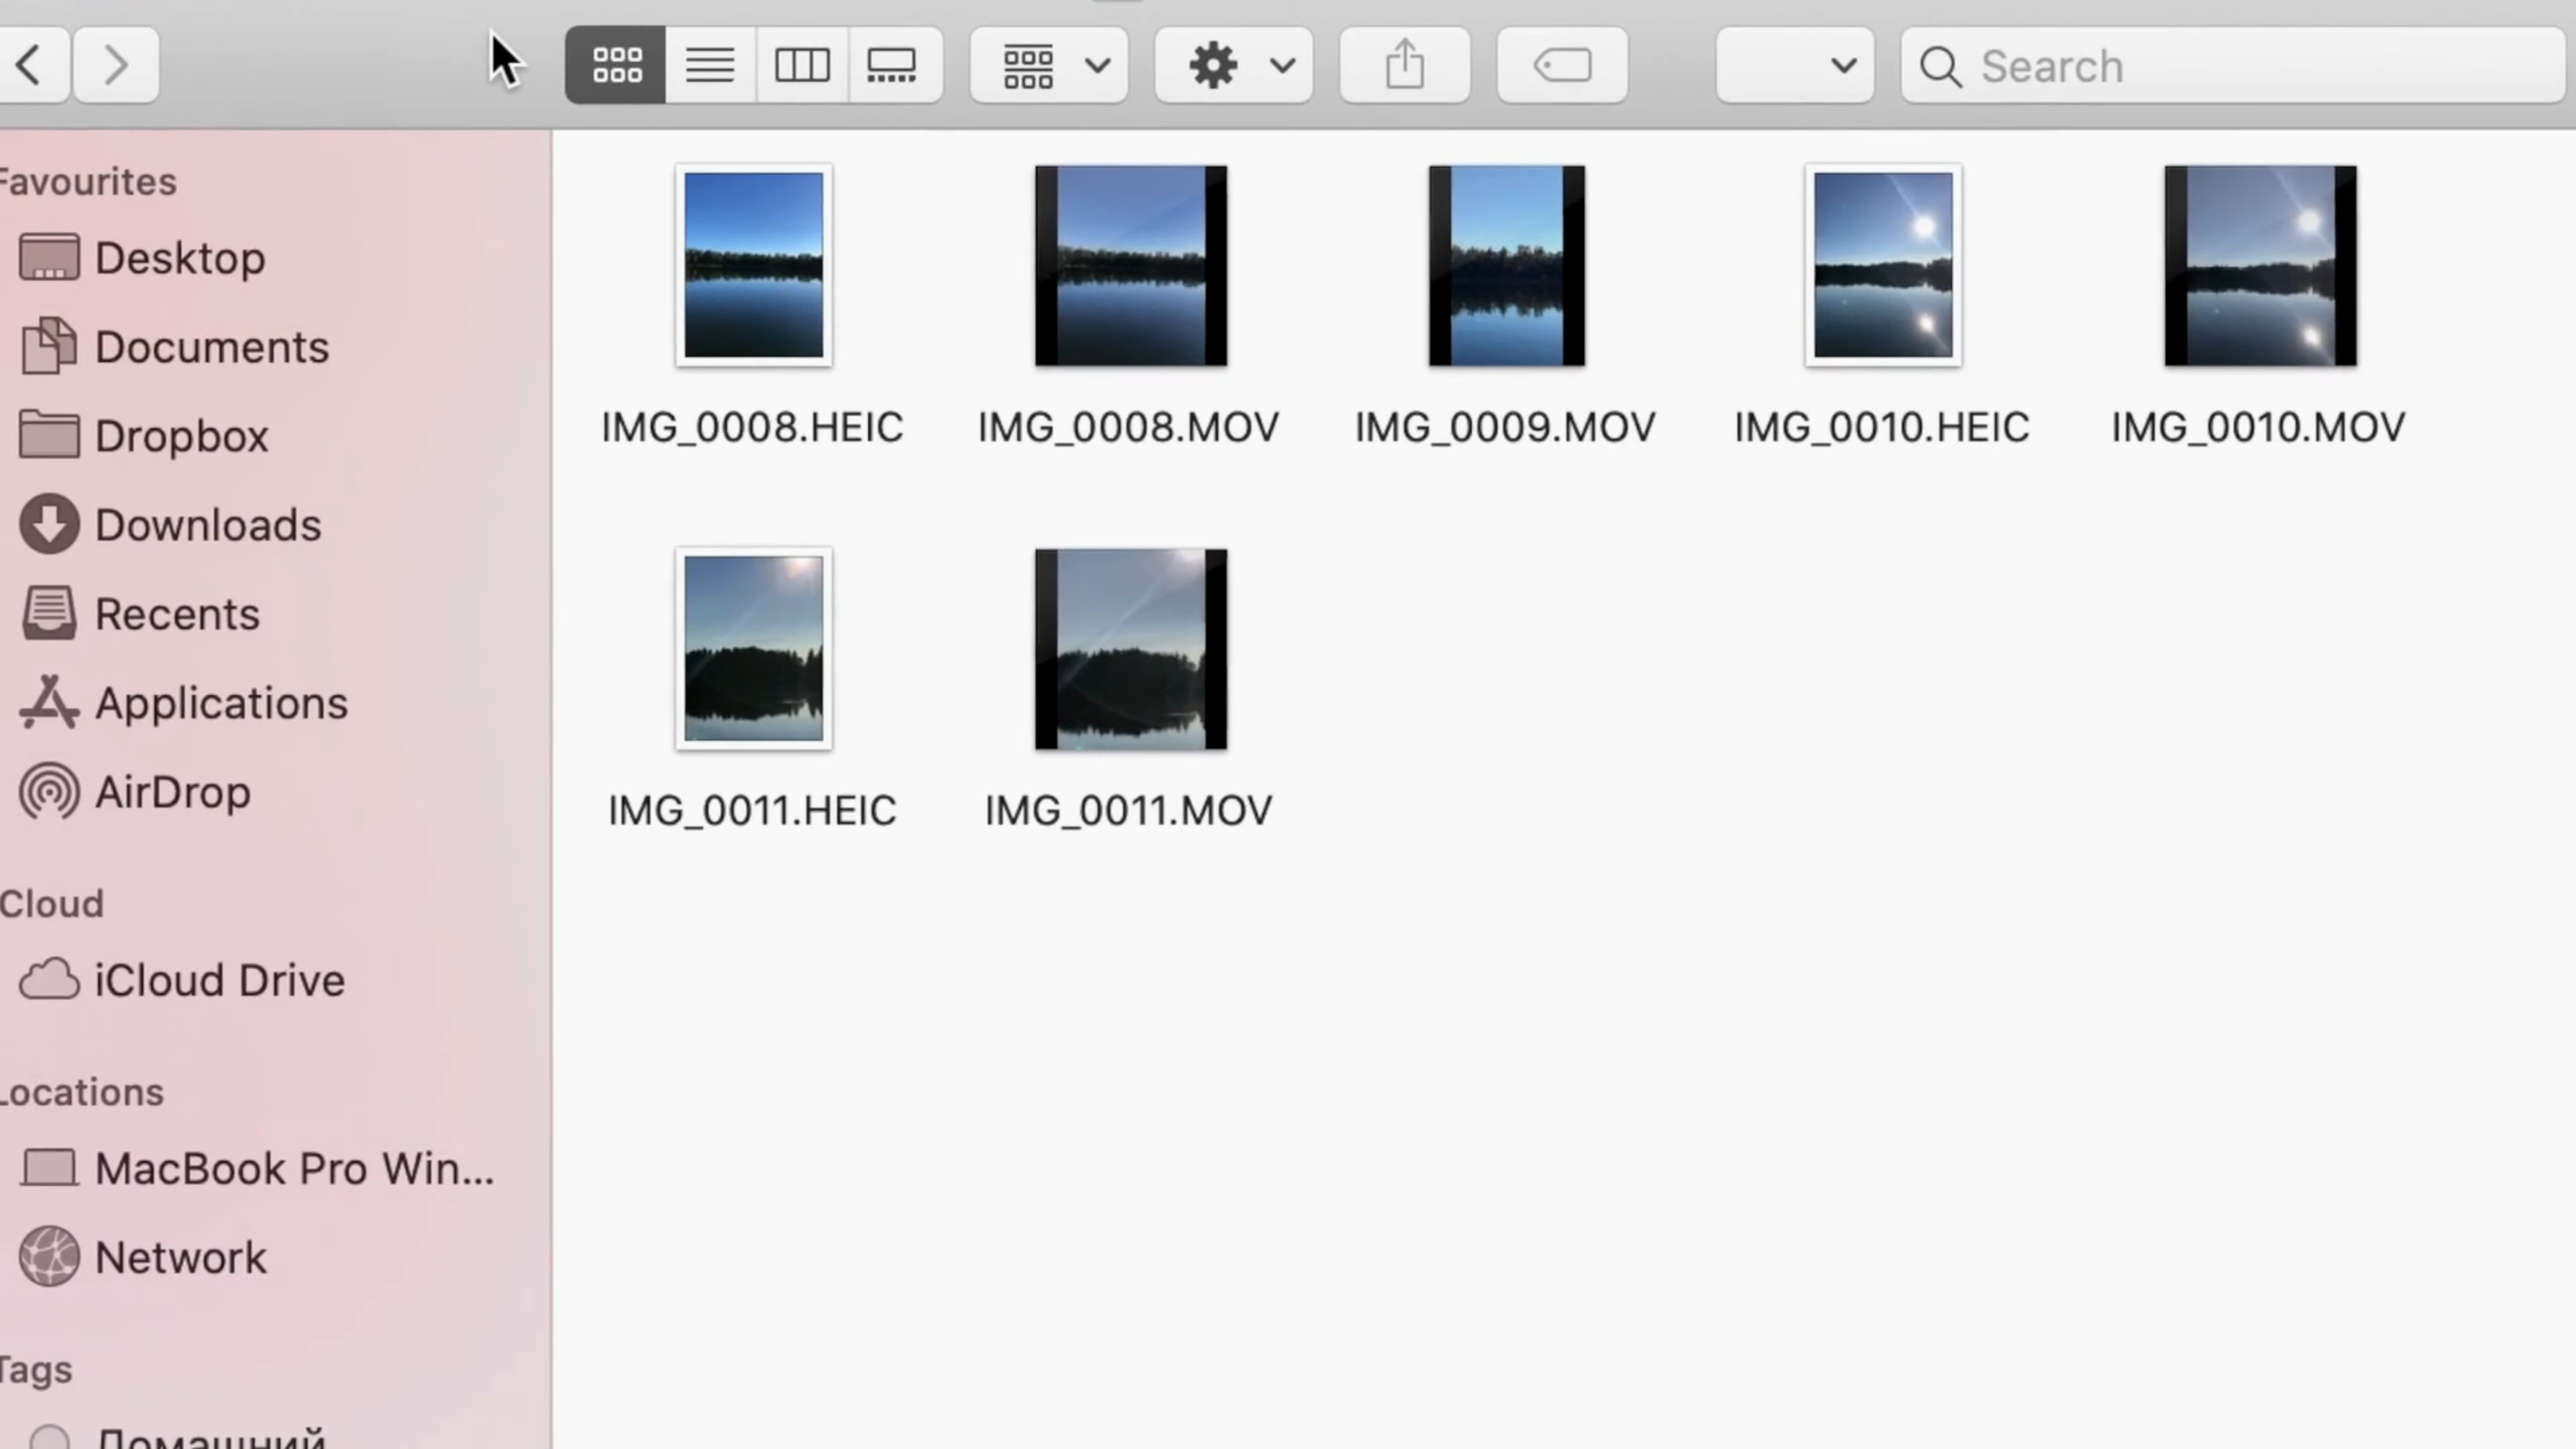 Search
Favourites
Desktop
Documents
Dropbox
Downloads
Recents
Applications
AirDrop
Cloud
iCloud Drive
Locations
MacBook Pro Win...
Network
Tags
Домашний
IMG_0008.HEIC
IMG_0008.MOV
IMG_0009.MOV
IMG_0010.HEIC
IMG_0010.MOV
IMG_0011.HEIC
IMG_0011.MOV